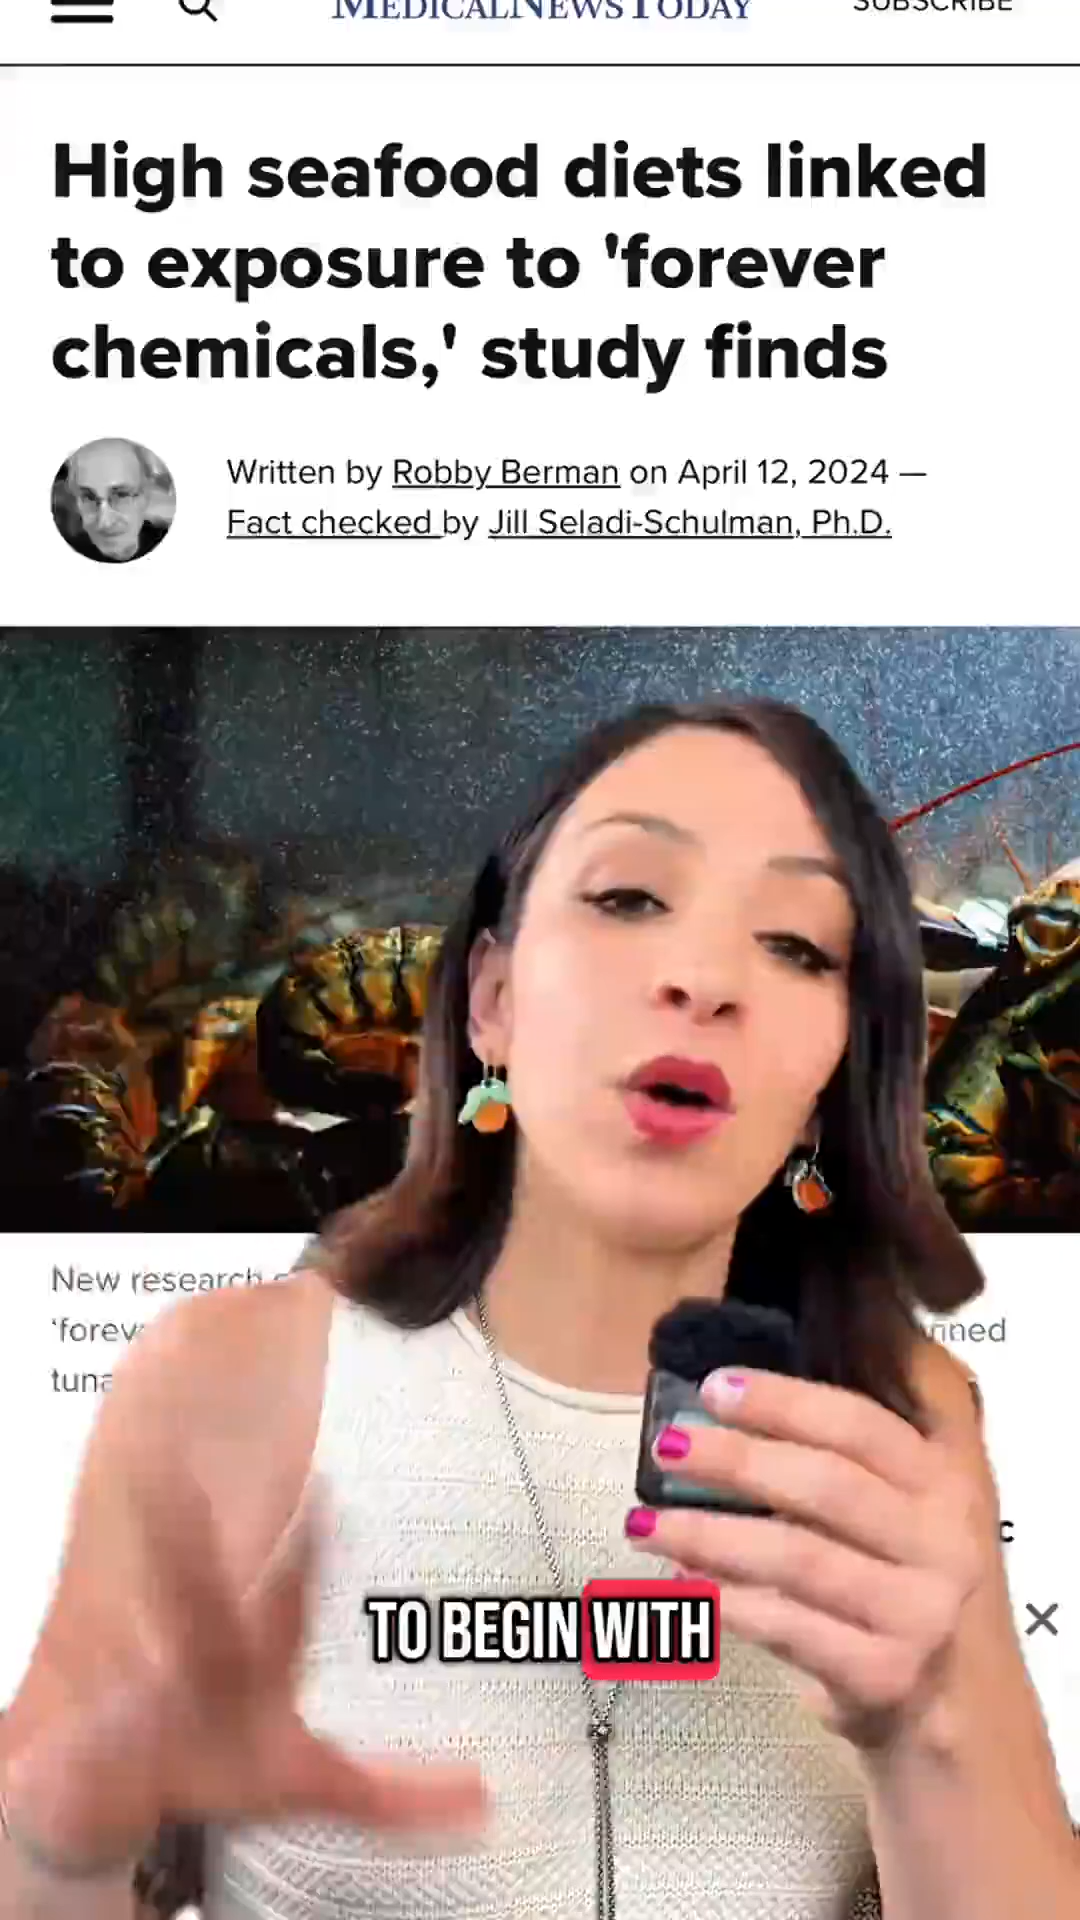 MEDICALNEWSTODAY
SUBSCRIBE
High seafood diets linked
to exposure to 'forever
chemicals,' study finds
Written by Robby Berman on April 12, 2024 —
Fact checked by Jill Seladi-Schulman, Ph.D.
New research
'forev
nned
tuna
c
TO BEGIN WITH